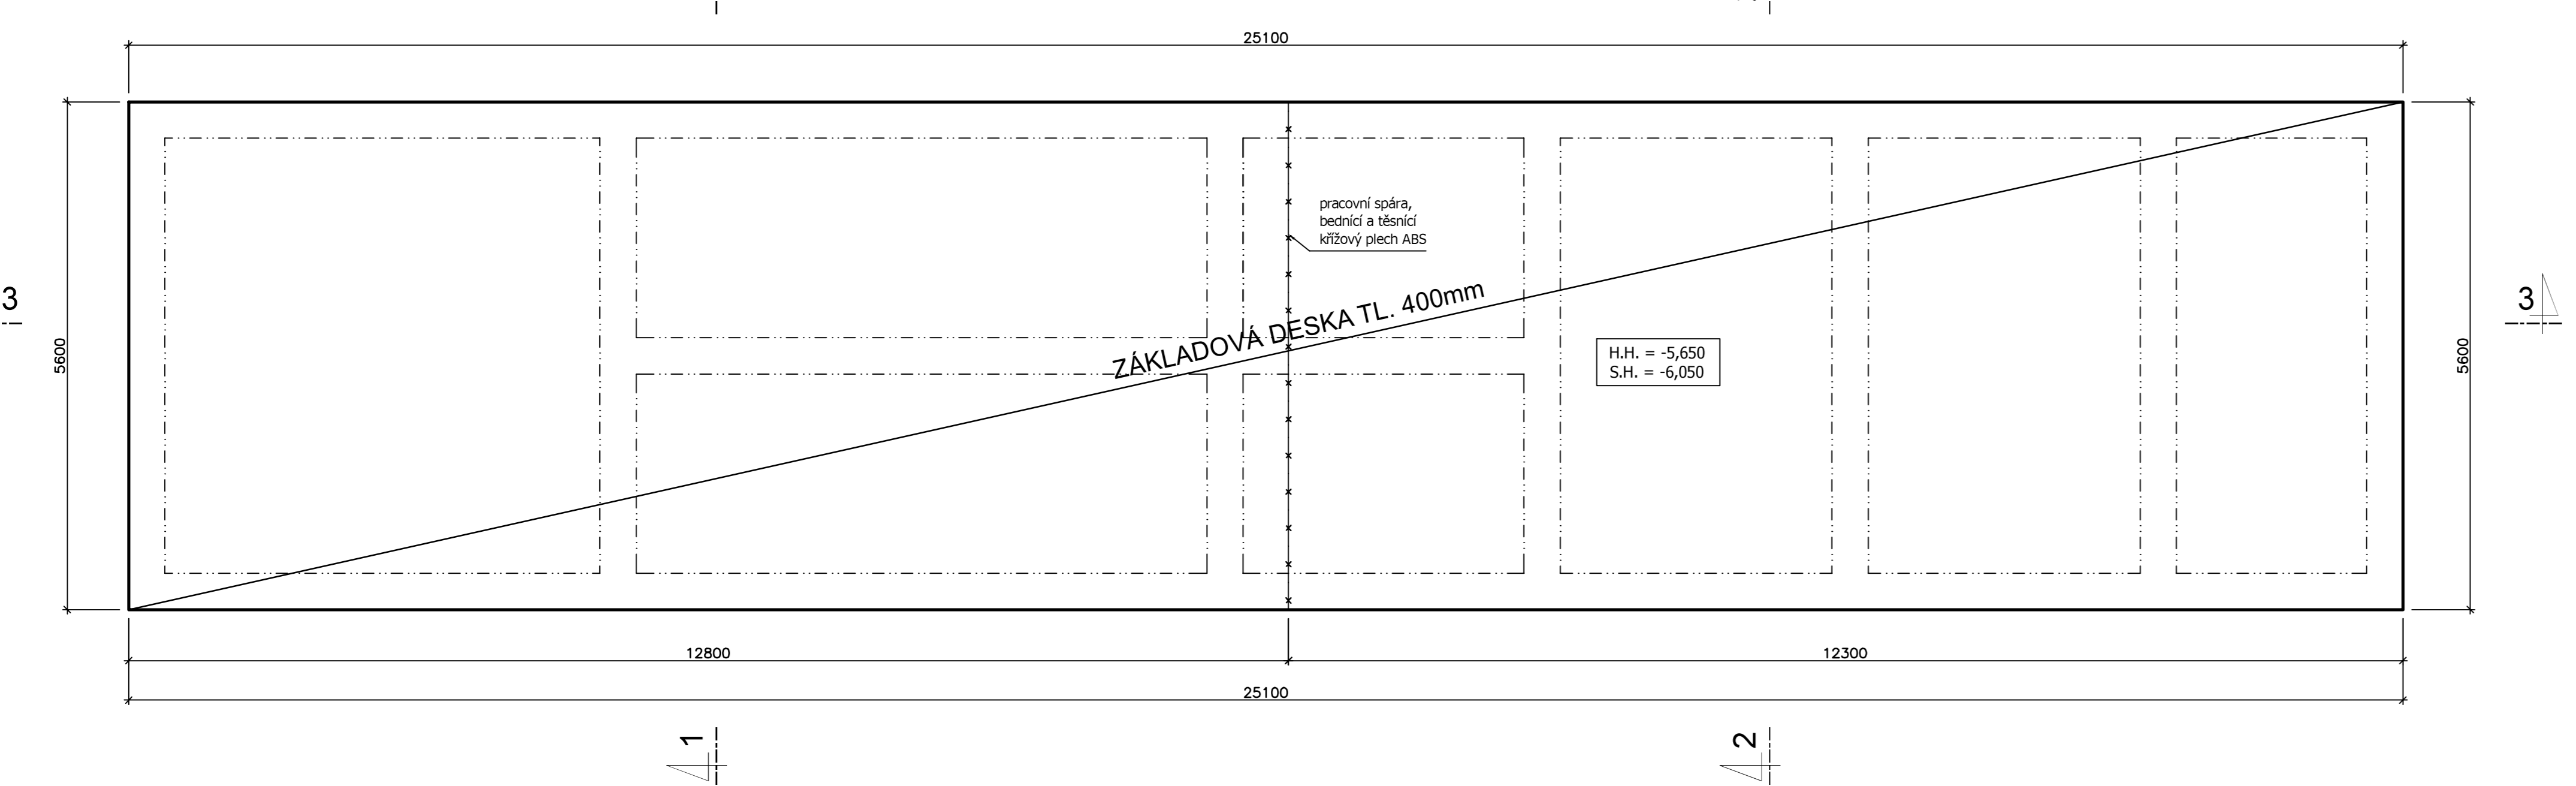 25100
5600
pracovní spára,
bednící a těsnící
křížový plech ABS
3
3
ZÁKLADOVÁ DESKA TL. 400mm
H.H. = -5,650
S.H. = -6,050
5600
12800
12300
25100
1
2